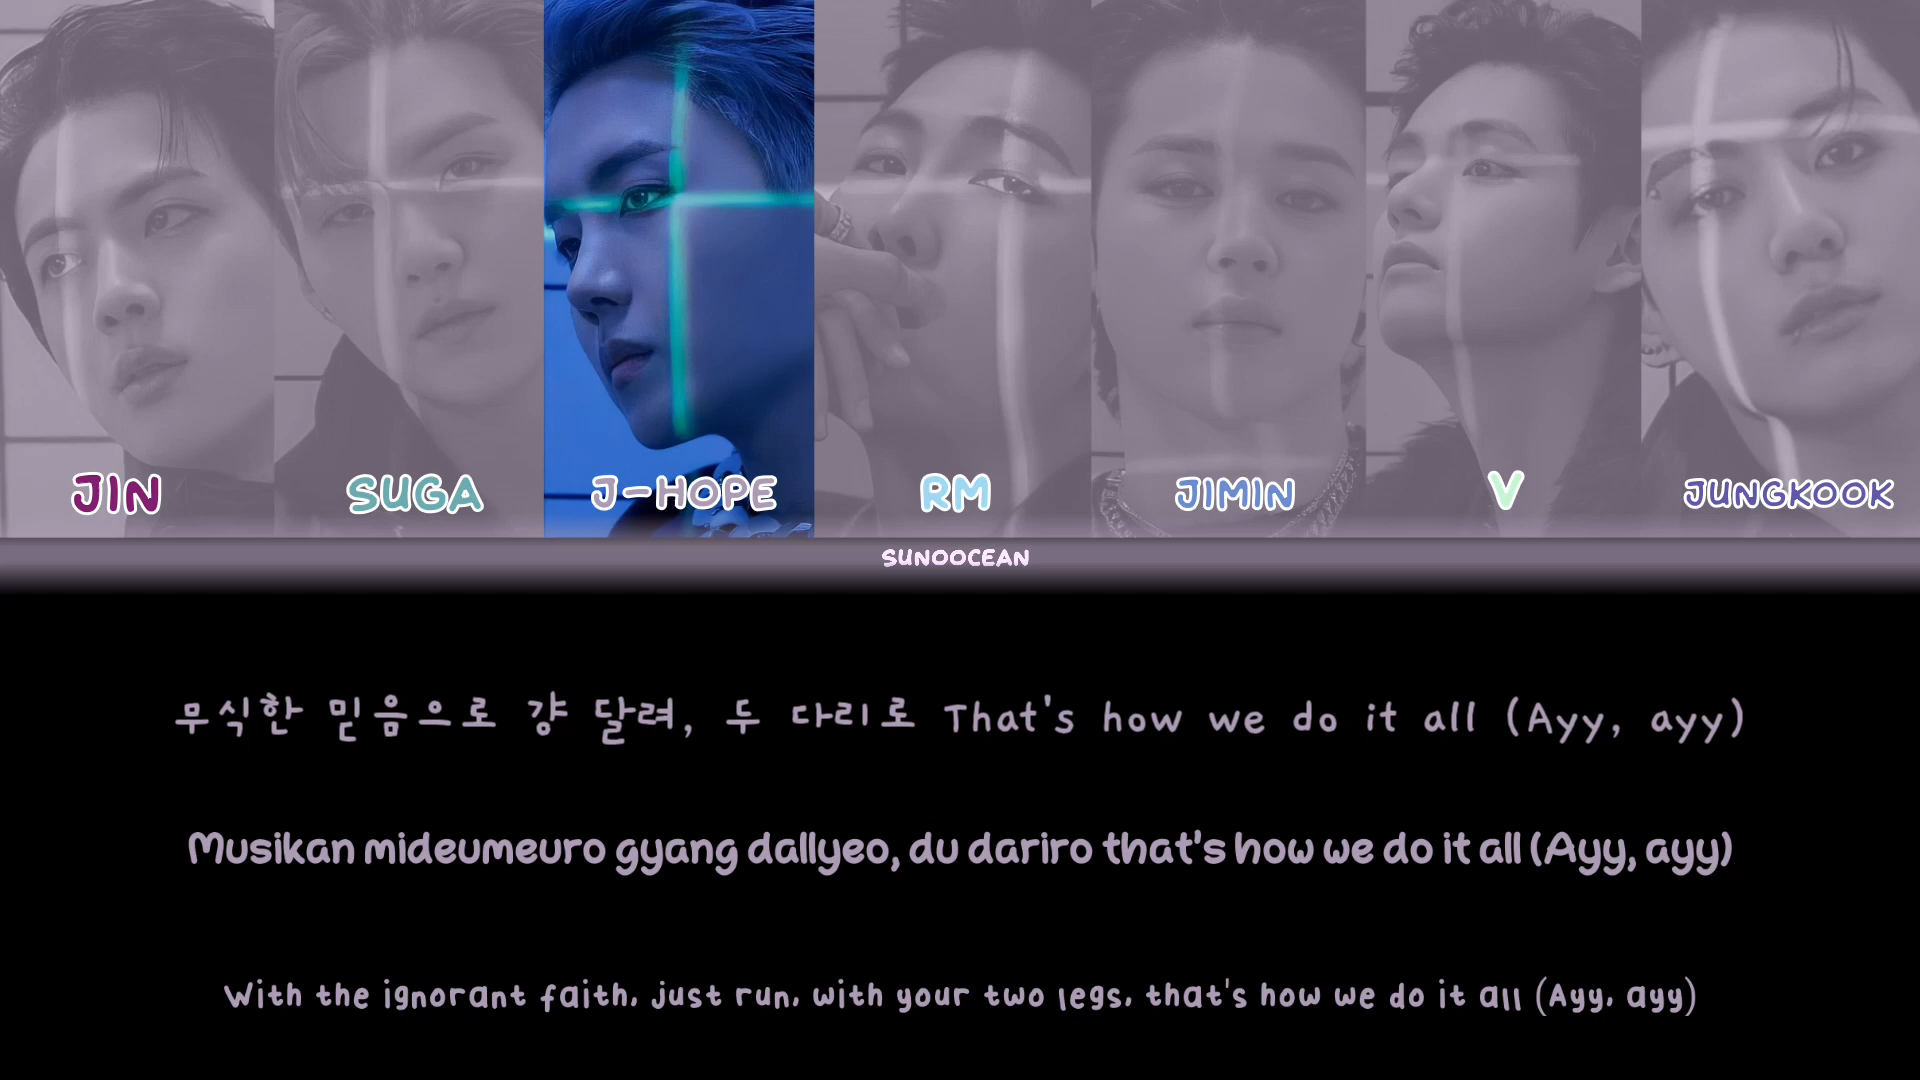 JIN
SUGA
J-HOPE
RM
JIMIN
V
JUNGKOOK
SUNOOCEAN
무식한 믿음으로 걍 달려, 두 다리로 That's how we do it all (Ayy, ayy)
Musikan mideumeuro gyang dallyeo, du dariro that's how we do it all (Ayy, ayy)
With the ignorant faith, just run, with your two legs, that's how we do it all (Ayy, ayy)